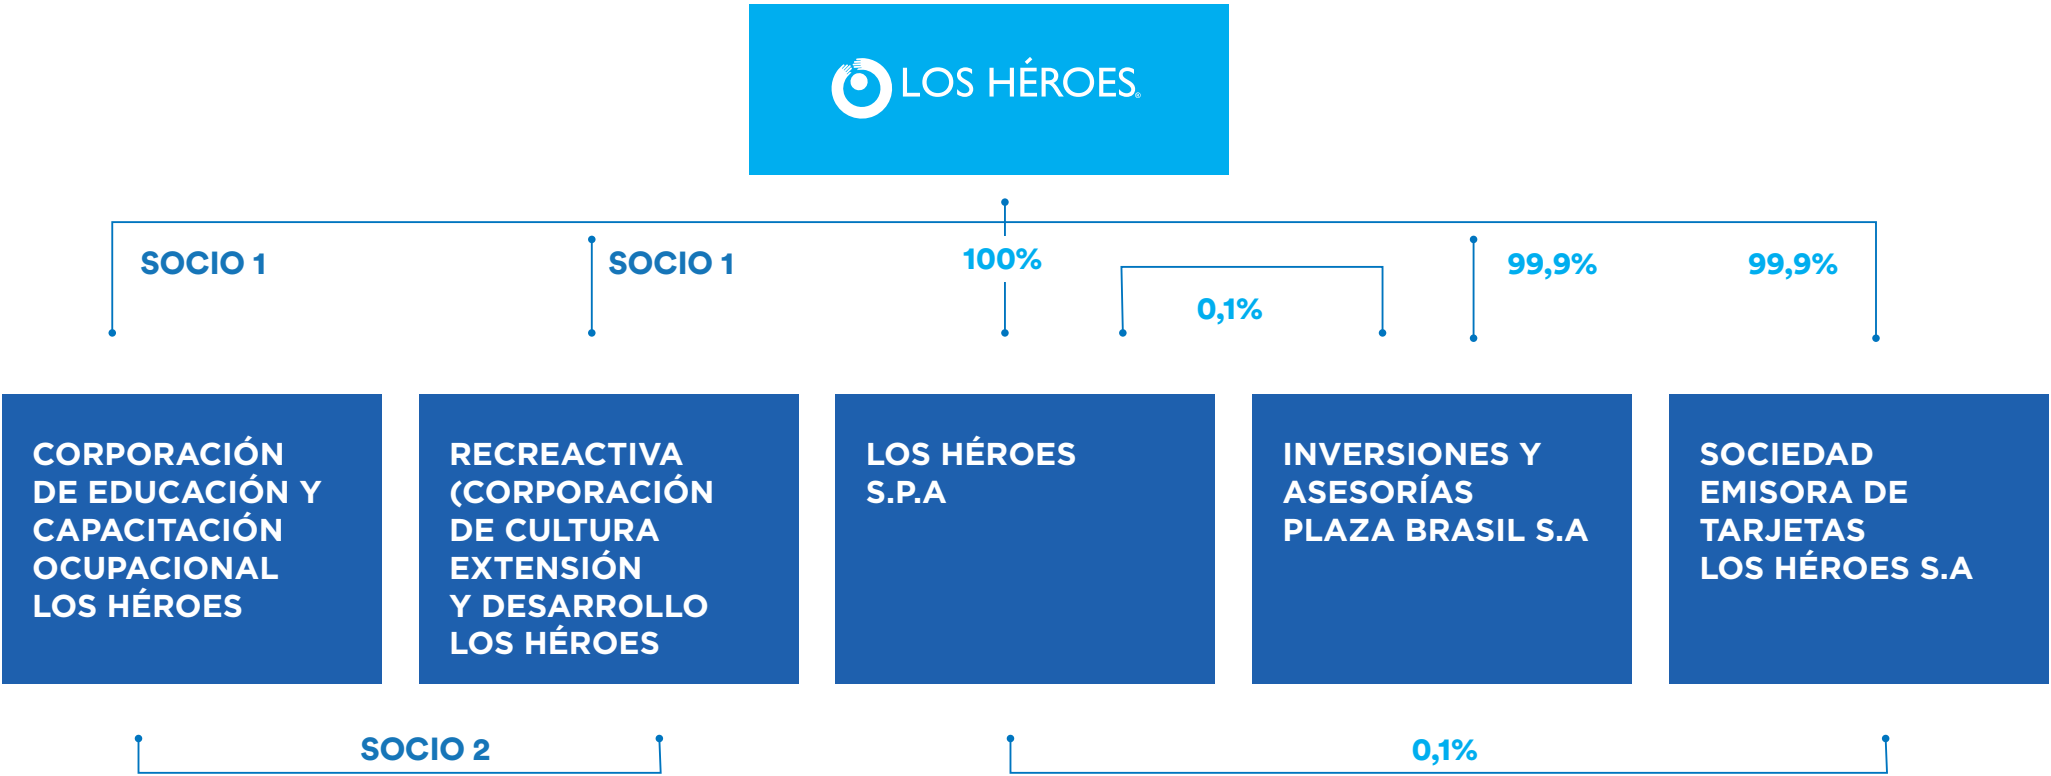 LOS HÉROES®
SOCIO 1
SOCIO 1
100%
0,1%
99,9%
99,9%
CORPORACIÓN
DE EDUCACIÓN Y
CAPACITACIÓN
OCUPACIONAL
LOS HÉROES
RECREACTIVA
(CORPORACIÓN
DE CULTURA
EXTENSIÓN
Y DESARROLLO
LOS HÉROES
LOS HÉROES
S.P.A
INVERSIONES Y
ASESORÍAS
PLAZA BRASIL S.A
SOCIEDAD
EMISORA DE
TARJETAS
LOS HÉROES S.A
SOCIO 2
0,1%